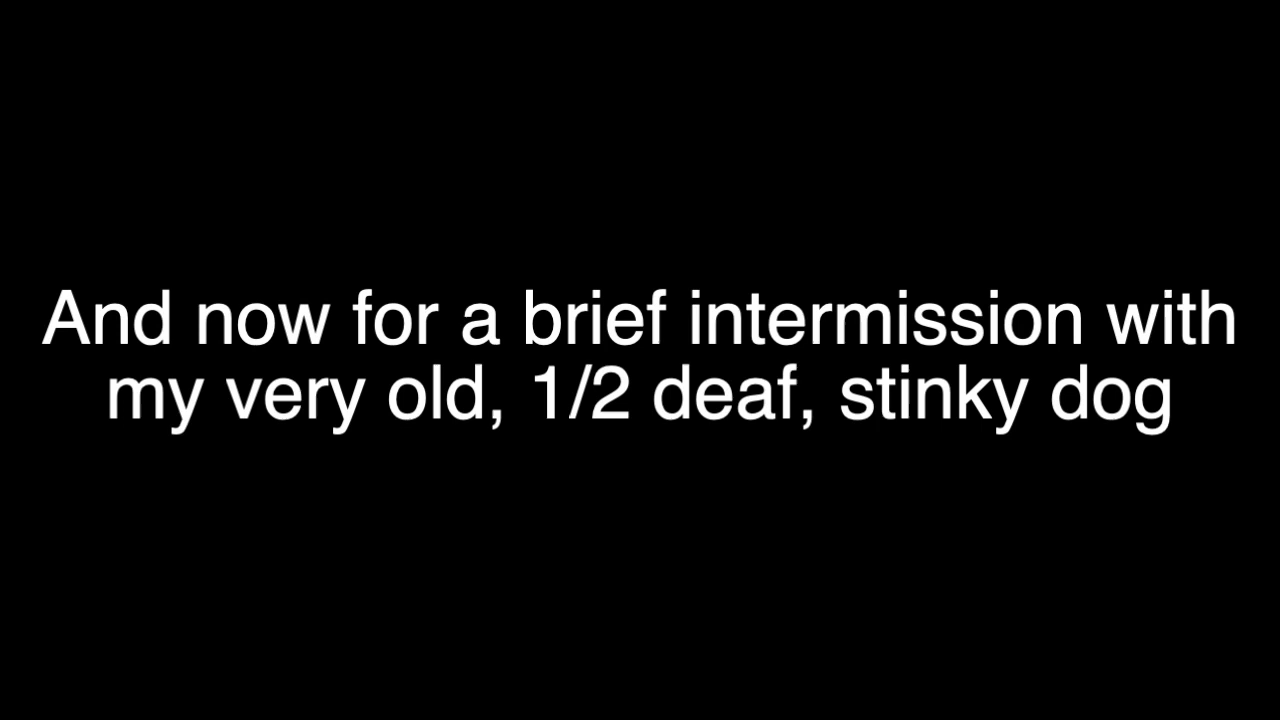 And now for a brief intermission with
my very old, 1/2 deaf, stinky dog